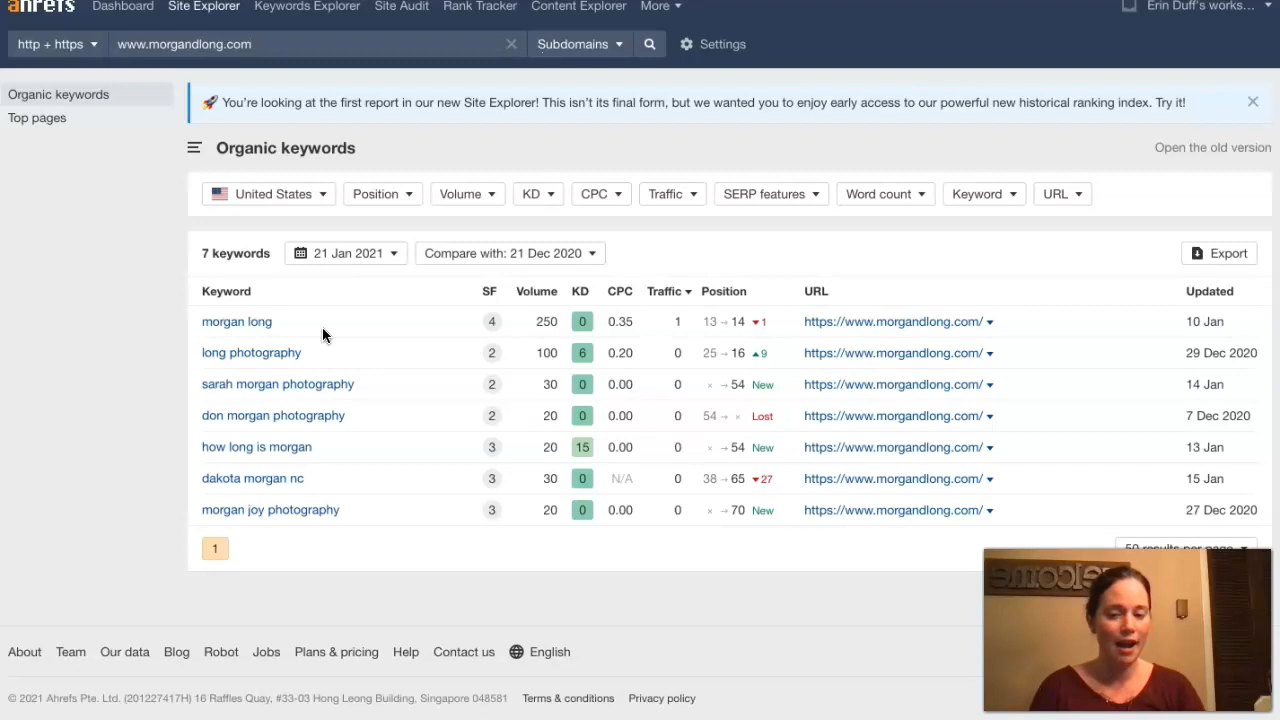 ahrefs Dashboard Site Explorer Keywords Explorer Site Audit Rank Tracker Content Explorer More Erin Duff's works...
http + https www.morgandlong.com Subdomains Settings
Organic keywords
Top pages
🚀 You're looking at the first report in our new Site Explorer! This isn't its final form, but we wanted you to enjoy early access to our powerful new historical ranking index. Try it!
Organic keywords Open the old version
United States Position Volume KD CPC Traffic SERP features Word count Keyword URL
7 keywords 21 Jan 2021 Compare with: 21 Dec 2020 Export
Keyword SF Volume KD CPC Traffic Position URL Updated
morgan long 4 250 0 0.35 1 13 → 14 ▼1 https://www.morgandlong.com/ 10 Jan
long photography 2 100 6 0.20 0 25 → 16 ▲9 https://www.morgandlong.com/ 29 Dec 2020
sarah morgan photography 2 30 0 0.00 0 × → 54 New https://www.morgandlong.com/ 14 Jan
don morgan photography 2 20 0 0.00 0 54 → × Lost https://www.morgandlong.com/ 7 Dec 2020
how long is morgan 3 20 15 0.00 0 × → 54 New https://www.morgandlong.com/ 13 Jan
dakota morgan nc 3 30 0 N/A 0 38 → 65 ▼27 https://www.morgandlong.com/ 15 Jan
morgan joy photography 3 20 0 0.00 0 × → 70 New https://www.morgandlong.com/ 27 Dec 2020
1
50 results per page
welcome
About Team Our data Blog Robot Jobs Plans & pricing Help Contact us English
© 2021 Ahrefs Pte. Ltd. (201227417H) 16 Raffles Quay, #33-03 Hong Leong Building, Singapore 048581 Terms & conditions Privacy policy